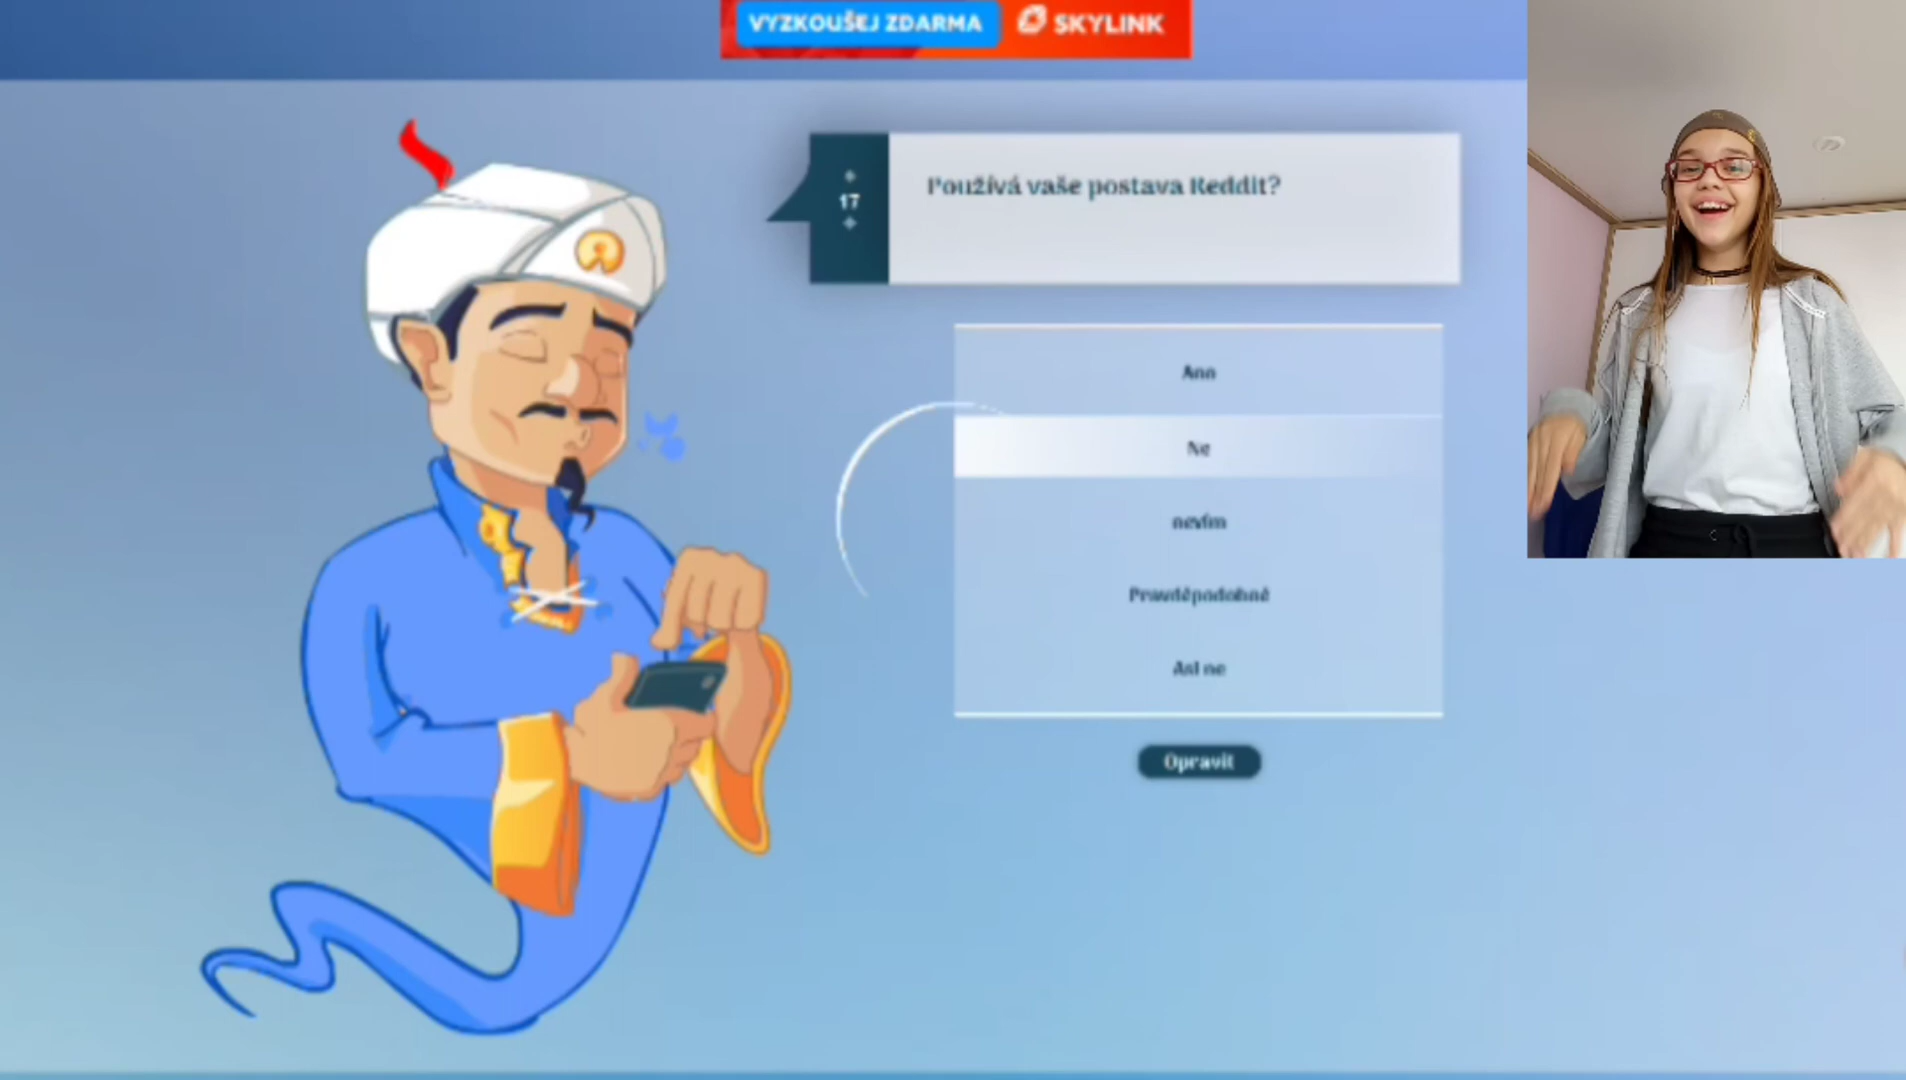 VYZKOUŠEJ ZDARMA SKYLINK
17
Používá vaše postava Reddit?
Ano
Ne
nevím
Pravděpodobně
Asi ne
Opravit